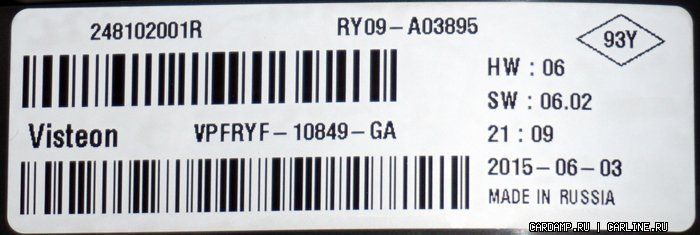 248102001R RY09-A03895 93Y
HW : 06
SW : 06.02
Visteon VPFRYF-10849-GA 21 : 09
2015-06-03
MADE IN RUSSIA
CARDAMP.RU | CARLINE.RU